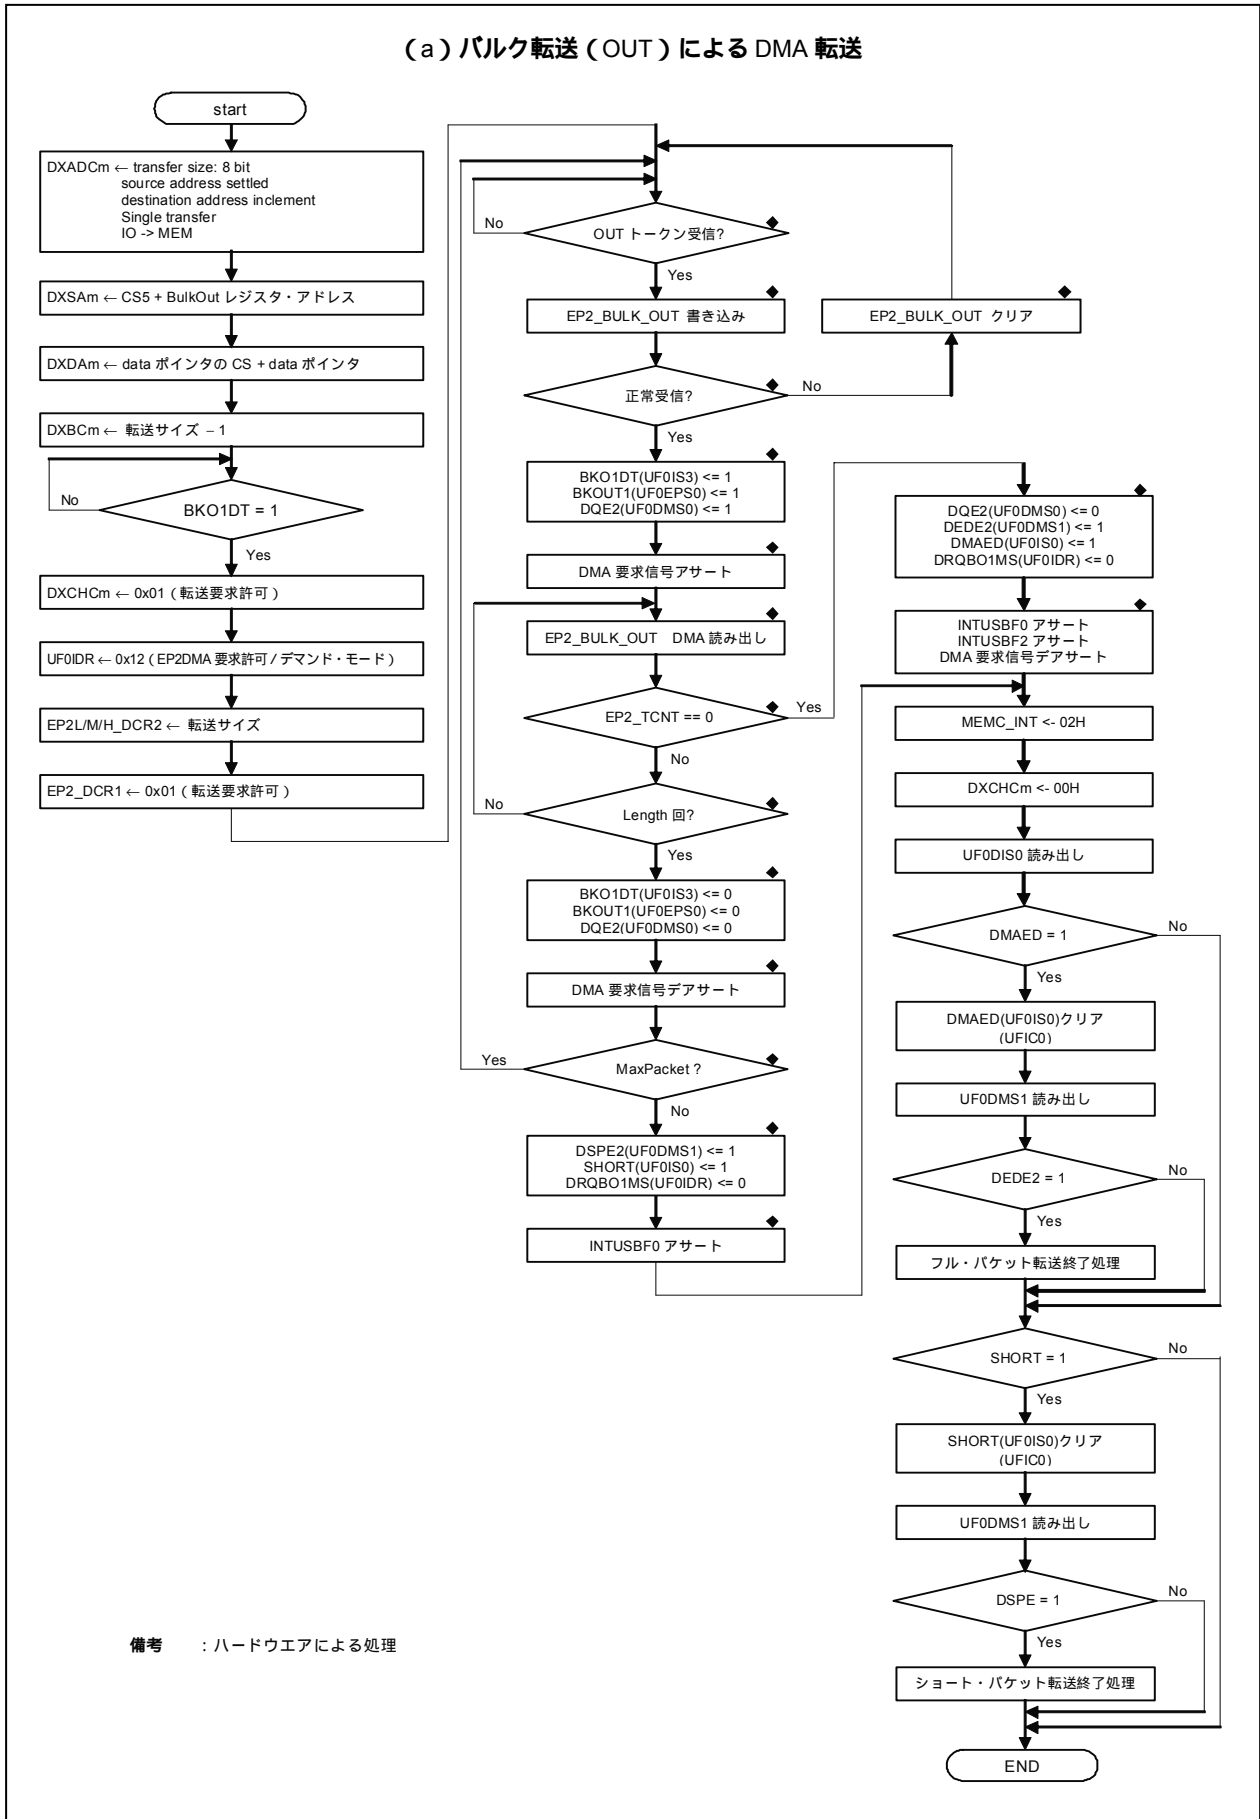 （a）バルク転送（OUT）による DMA 転送
start
DXADCm ← transfer size: 8 bit
source address settled
destination address inclement
Single transfer
IO -> MEM
DXSAm ← CS5 + BulkOut レジスタ・アドレス
DXDAm ← data ポインタの CS + data ポインタ
DXBCm ← 転送サイズ – 1
No
BKO1DT = 1
Yes
DXCHCm ← 0x01（転送要求許可）
UF0IDR ← 0x12（EP2DMA 要求許可/デマンド・モード）
EP2L/M/H_DCR2 ← 転送サイズ
EP2_DCR1 ← 0x01（転送要求許可）
No
OUT トークン受信?
Yes
EP2_BULK_OUT 書き込み
EP2_BULK_OUT クリア
正常受信?
No
Yes
BKO1DT(UF0IS3) <= 1
BKOUT1(UF0EPS0) <= 1
DQE2(UF0DMS0) <= 1
DMA 要求信号アサート
EP2_BULK_OUT DMA 読み出し
EP2_TCNT == 0
Yes
No
No
Length 回?
Yes
BKO1DT(UF0IS3) <= 0
BKOUT1(UF0EPS0) <= 0
DQE2(UF0DMS0) <= 0
DMA 要求信号デアサート
Yes
MaxPacket ?
No
DSPE2(UF0DMS1) <= 1
SHORT(UF0IS0) <= 1
DRQBO1MS(UF0IDR) <= 0
INTUSBF0 アサート
DQE2(UF0DMS0) <= 0
DEDE2(UF0DMS1) <= 1
DMAED(UF0IS0) <= 1
DRQBO1MS(UF0IDR) <= 0
INTUSBF0 アサート
INTUSBF2 アサート
DMA 要求信号デアサート
MEMC_INT <- 02H
DXCHCm <- 00H
UF0DIS0 読み出し
DMAED = 1
No
Yes
DMAED(UF0IS0)クリア
(UFIC0)
UF0DMS1 読み出し
DEDE2 = 1
No
Yes
フル・パケット転送終了処理
SHORT = 1
No
Yes
SHORT(UF0IS0)クリア
(UFIC0)
UF0DMS1 読み出し
DSPE = 1
No
Yes
ショート・パケット転送終了処理
END
備考 ：ハードウエアによる処理